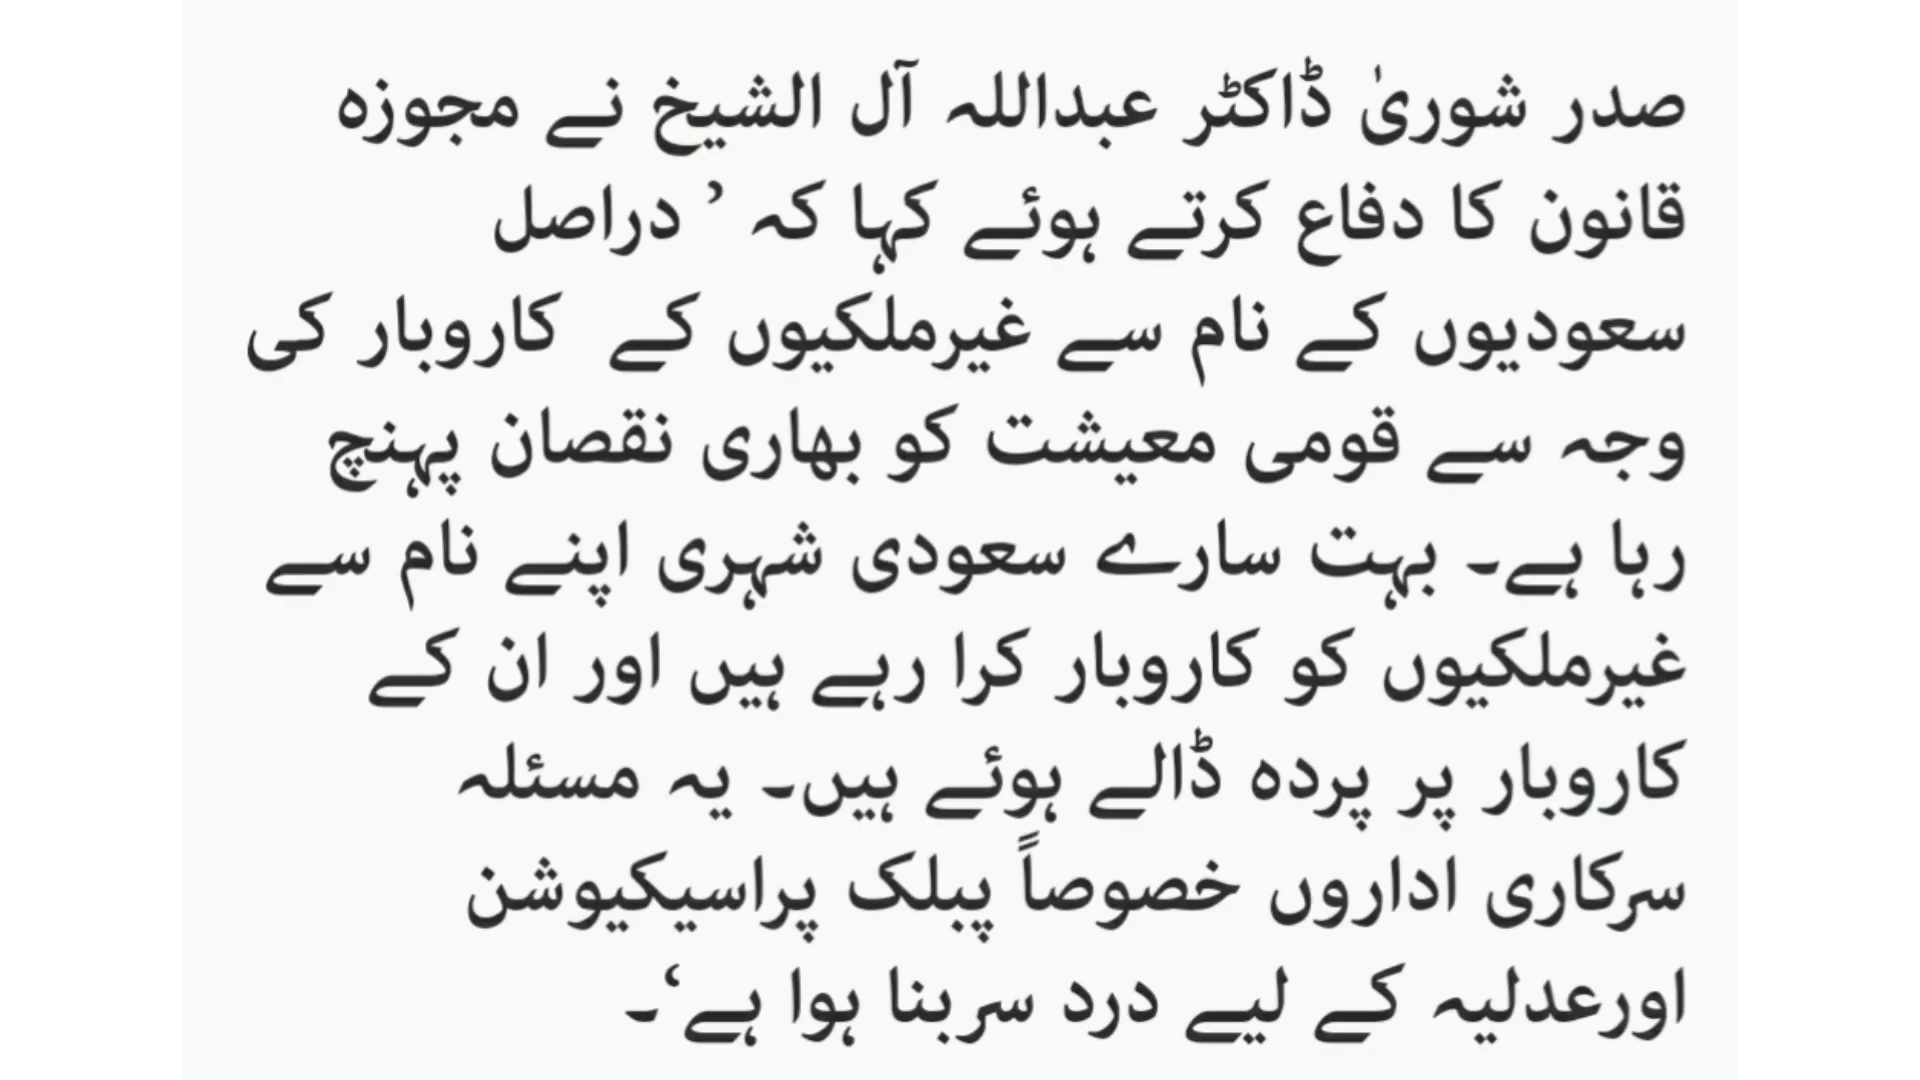 صدر شوریٰ ڈاکٹر عبداللہ آل الشیخ نے مجوزہ
قانون کا دفاع کرتے ہوئے کہا کہ ’ دراصل
سعودیوں کے نام سے غیرملکیوں کے کاروبار کی
وجہ سے قومی معیشت کو بھاری نقصان پہنچ
رہا ہے۔ بہت سارے سعودی شہری اپنے نام سے
غیرملکیوں کو کاروبار کرا رہے ہیں اور ان کے
کاروبار پر پردہ ڈالے ہوئے ہیں۔ یہ مسئلہ
سرکاری اداروں خصوصاً پبلک پراسیکیوشن
اورعدلیہ کے لیے درد سربنا ہوا ہے‘۔